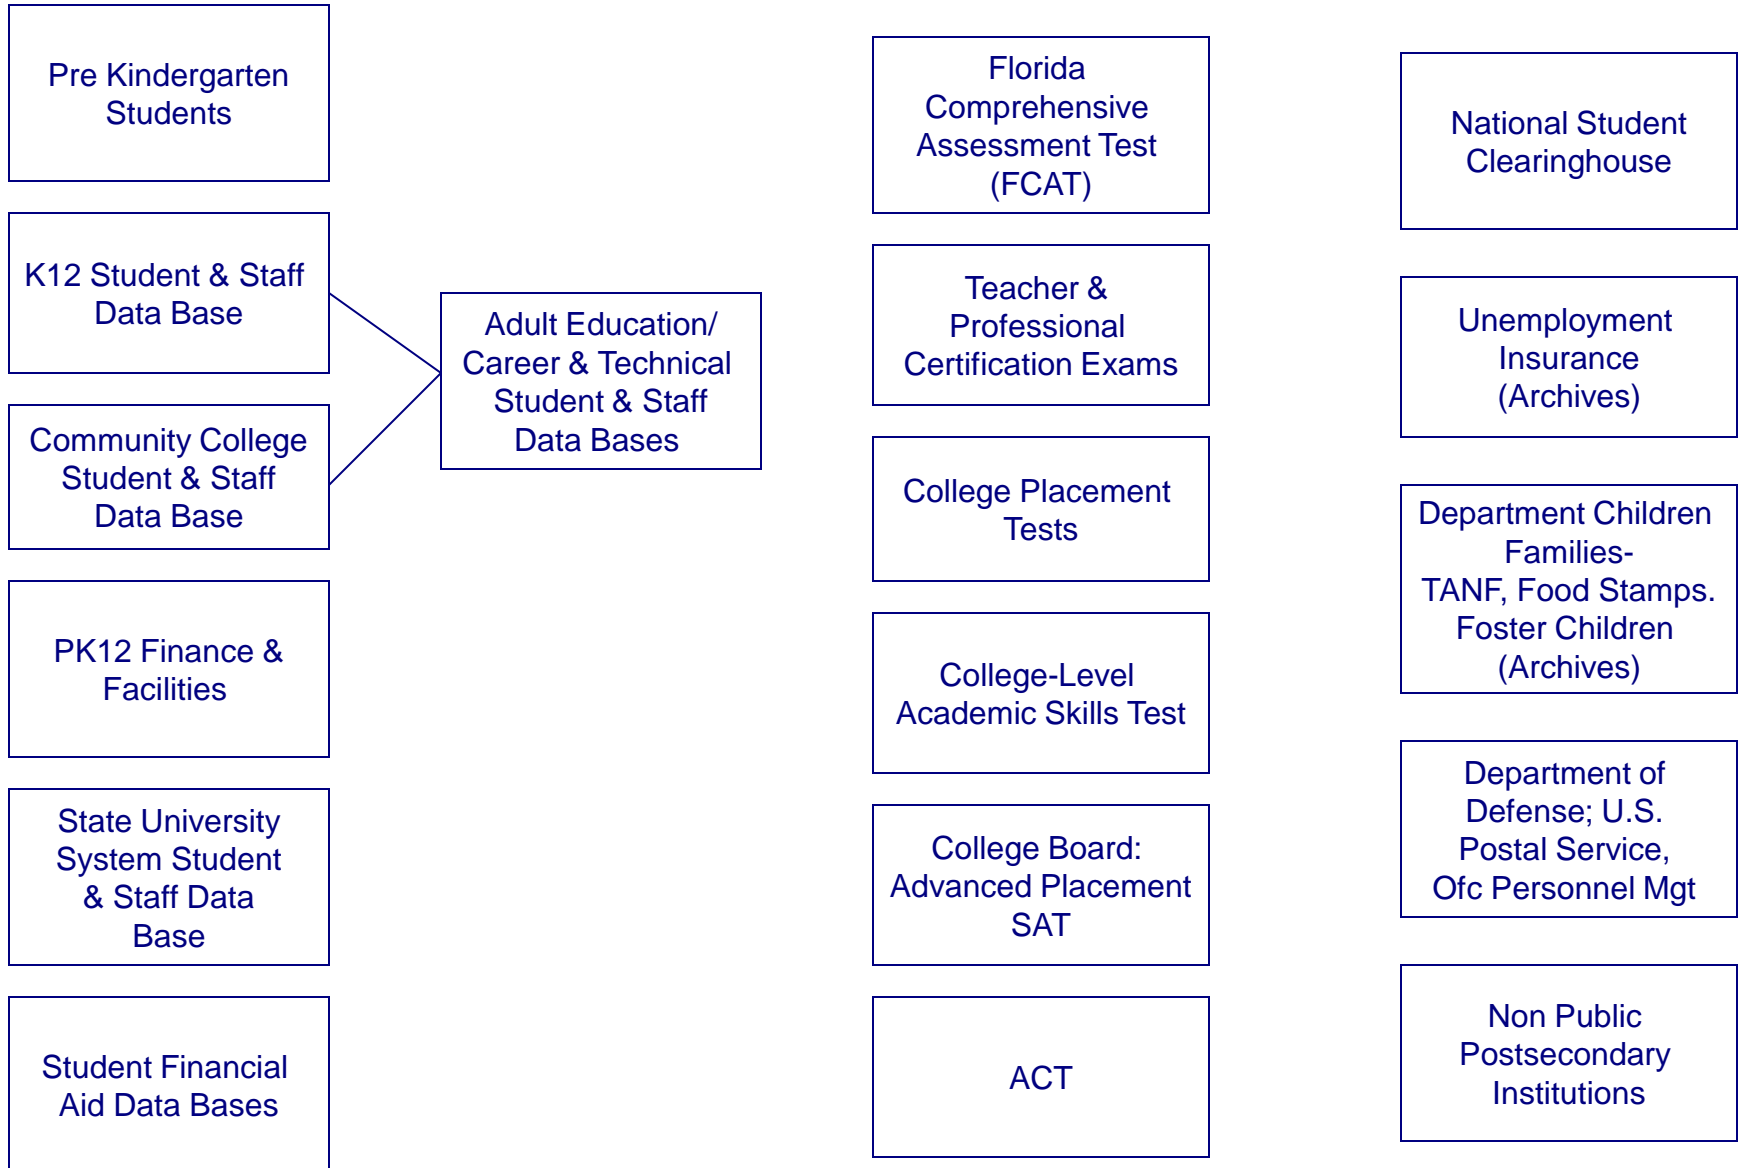 Pre Kindergarten
Students
K12 Student & Staff
Data Base
Community College
Student & Staff
Data Base
PK12 Finance &
Facilities
State University
System Student
& Staff Data
Base
Student Financial
Aid Data Bases
Adult Education/
Career & Technical
Student & Staff
Data Bases
Florida
Comprehensive
Assessment Test
(FCAT)
Teacher &
Professional
Certification Exams
College Placement
Tests
College-Level
Academic Skills Test
College Board:
Advanced Placement
SAT
ACT
National Student
Clearinghouse
Unemployment
Insurance
(Archives)
Department Children
Families-
TANF, Food Stamps.
Foster Children
(Archives)
Department of
Defense; U.S.
Postal Service,
Ofc Personnel Mgt
Non Public
Postsecondary
Institutions